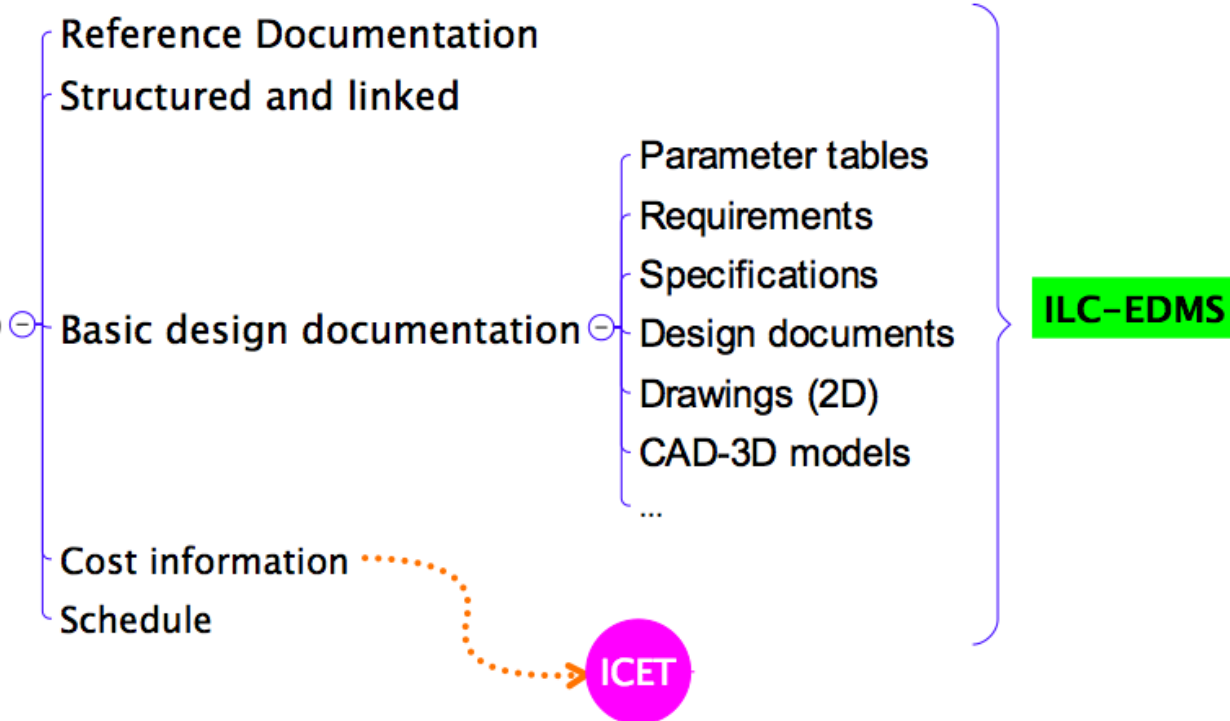 Reference Documentation
Structured and linked
Basic design documentation
Parameter tables
Requirements
Specifications
Design documents
Drawings (2D)
CAD-3D models
...
Cost information
Schedule
ILC-EDMS
ICET